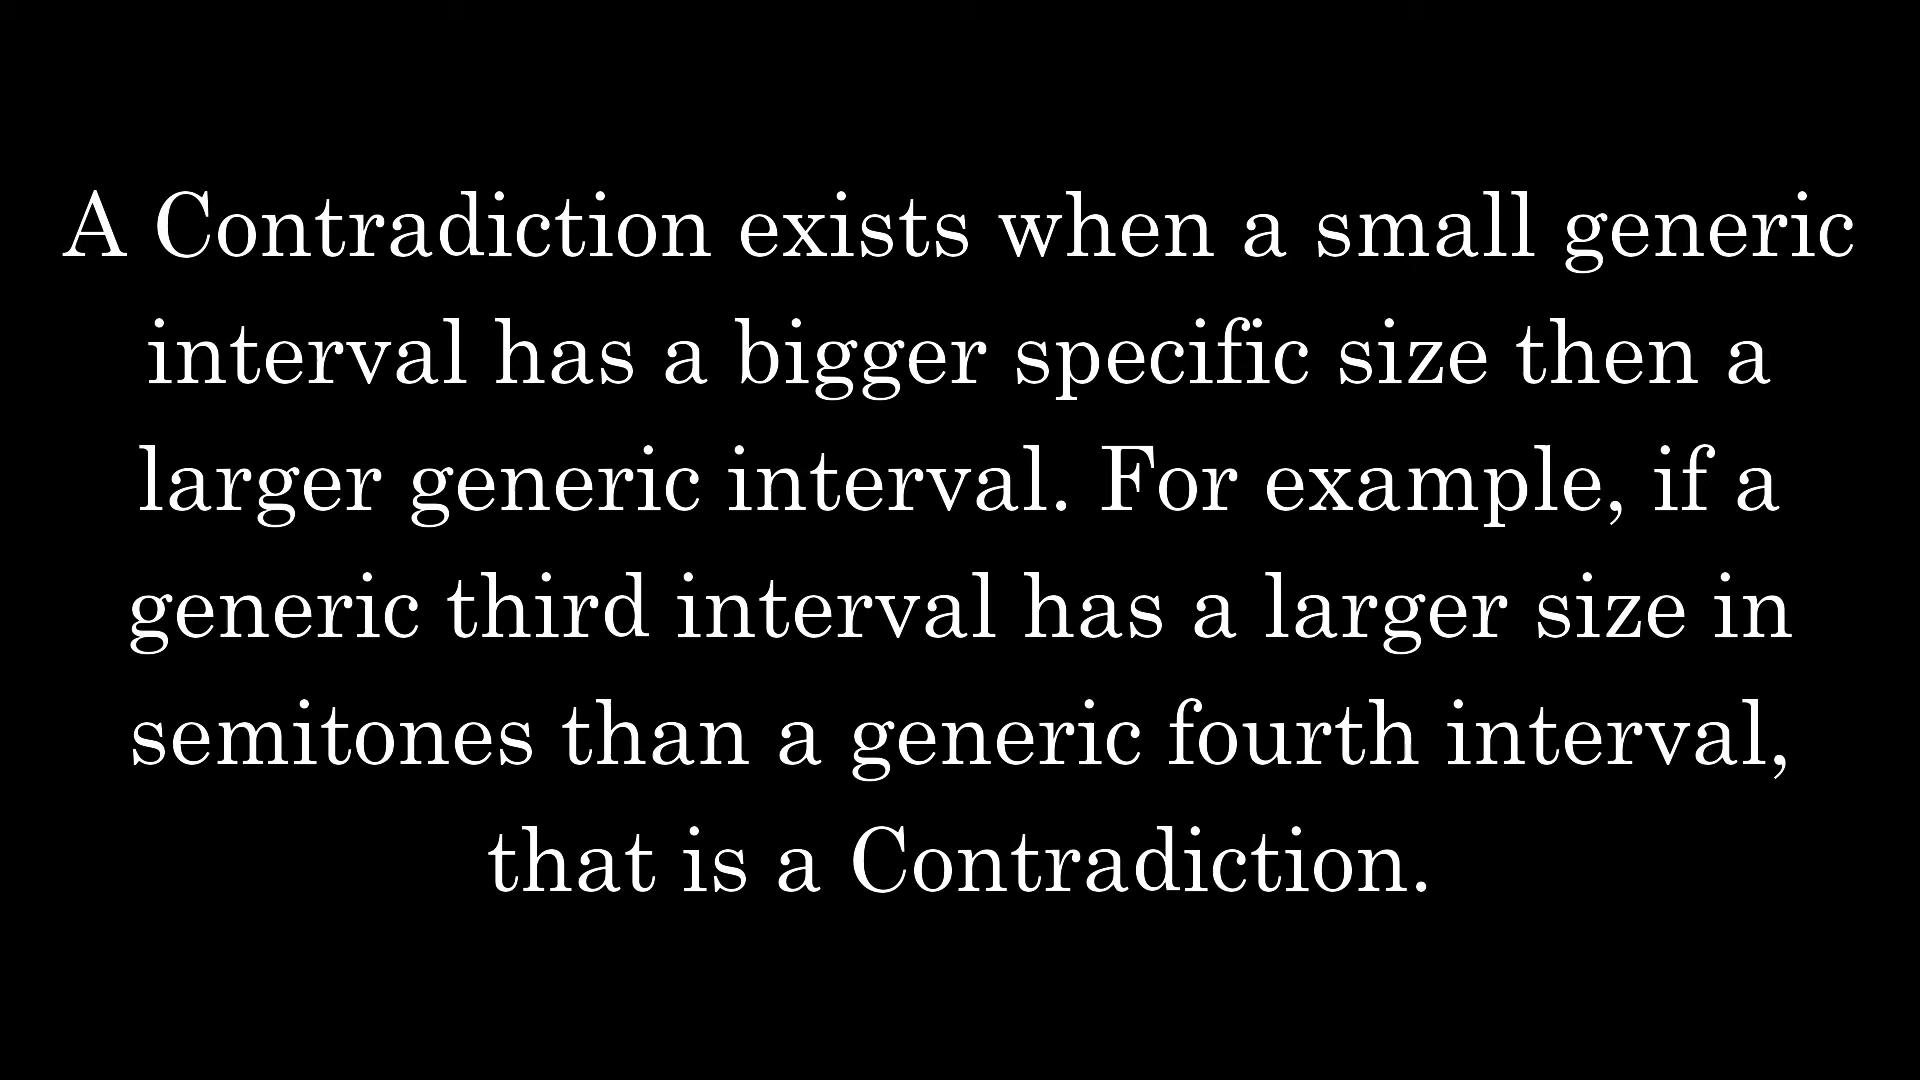 A Contradiction exists when a small generic
interval has a bigger specific size then a
larger generic interval. For example, if a
generic third interval has a larger size in
semitones than a generic fourth interval,
that is a Contradiction.